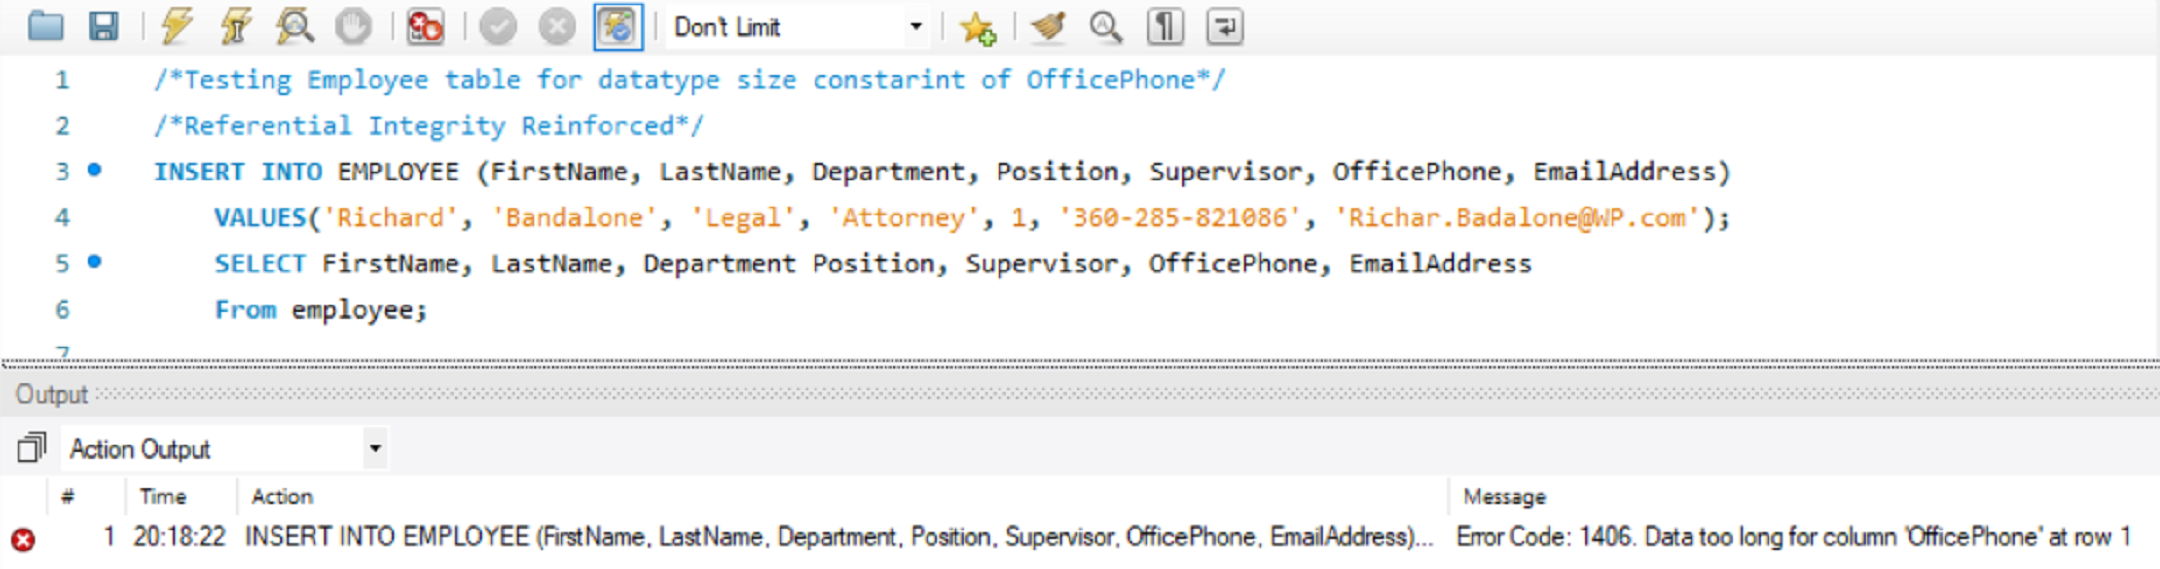 Don't Limit
1 /*Testing Employee table for datatype size constarint of OfficePhone*/
2 /*Referential Integrity Reinforced*/
3 INSERT INTO EMPLOYEE (FirstName, LastName, Department, Position, Supervisor, OfficePhone, EmailAddress)
4 VALUES('Richard', 'Bandalone', 'Legal', 'Attorney', 1, '360-285-821086', 'Richar.Badalone@WP.com');
5 SELECT FirstName, LastName, Department Position, Supervisor, OfficePhone, EmailAddress
6 From employee;
7
Output
Action Output
# Time Action Message
1 20:18:22 INSERT INTO EMPLOYEE (FirstName, LastName, Department, Position, Supervisor, OfficePhone, EmailAddress)... Error Code: 1406. Data too long for column 'OfficePhone' at row 1